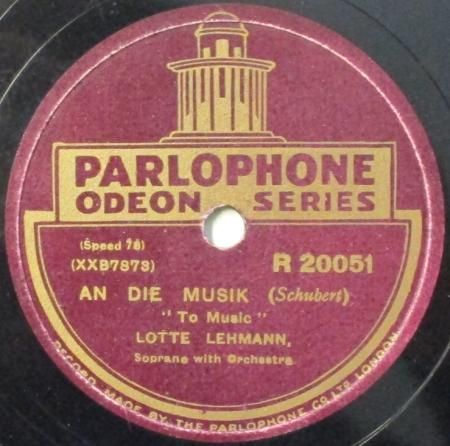 PARLOPHONE
ODEON SERIES
(Speed 78)
(XXB7873)
R 20051
AN DIE MUSIK (Schubert)
"To Music"
LOTTE LEHMANN,
Soprano with Orchestra
RECORD MADE BY THE PARLOPHONE CO. LTD LONDON.